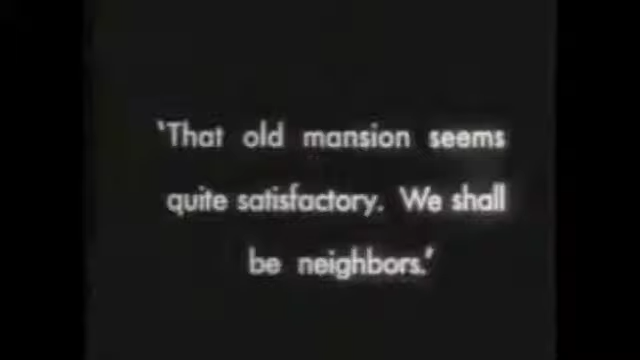 'That old mansion seems
quite satisfactory. We shall
be neighbors.'